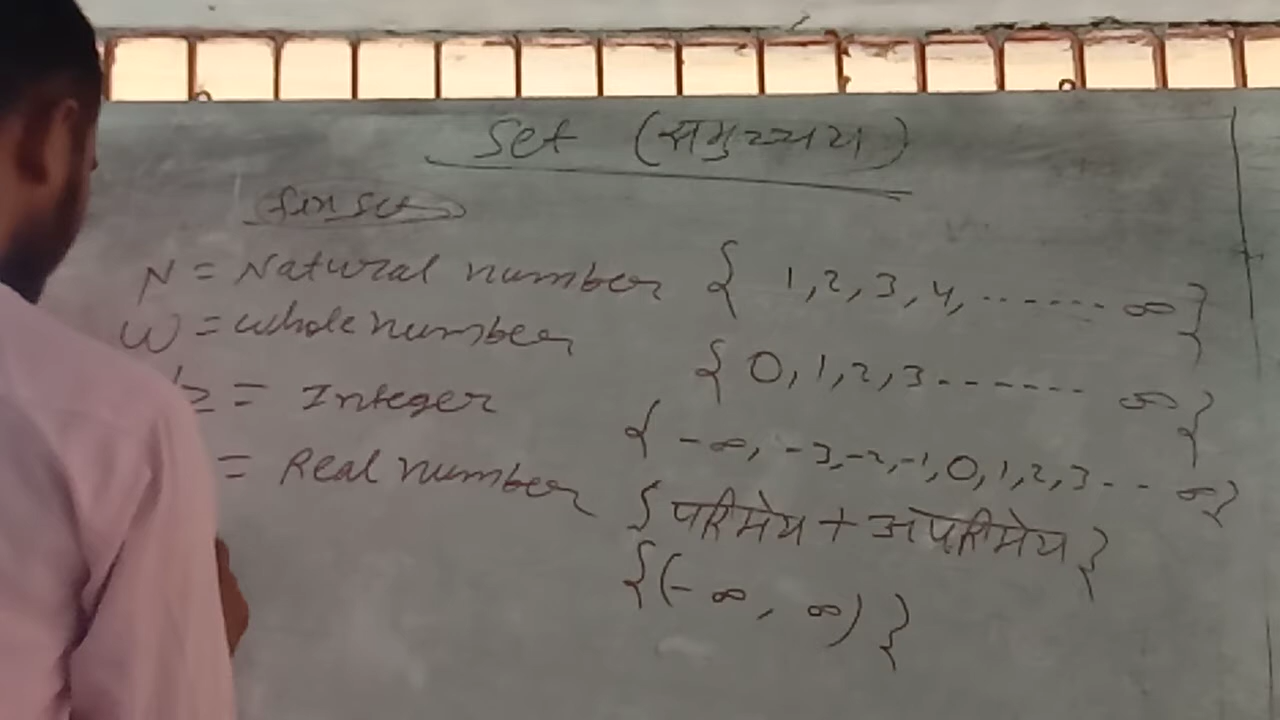 Set (समुच्चय)
N = Natural number { 1, 2, 3, 4, ....... ∞ }
W = whole number { 0, 1, 2, 3 ------- ∞ }
= Integer { -∞, -3, -2, -1, 0, 1, 2, 3 -- - ∞ }
= Real number { परिमेय + अपरिमेय }
{ (-∞, ∞) }